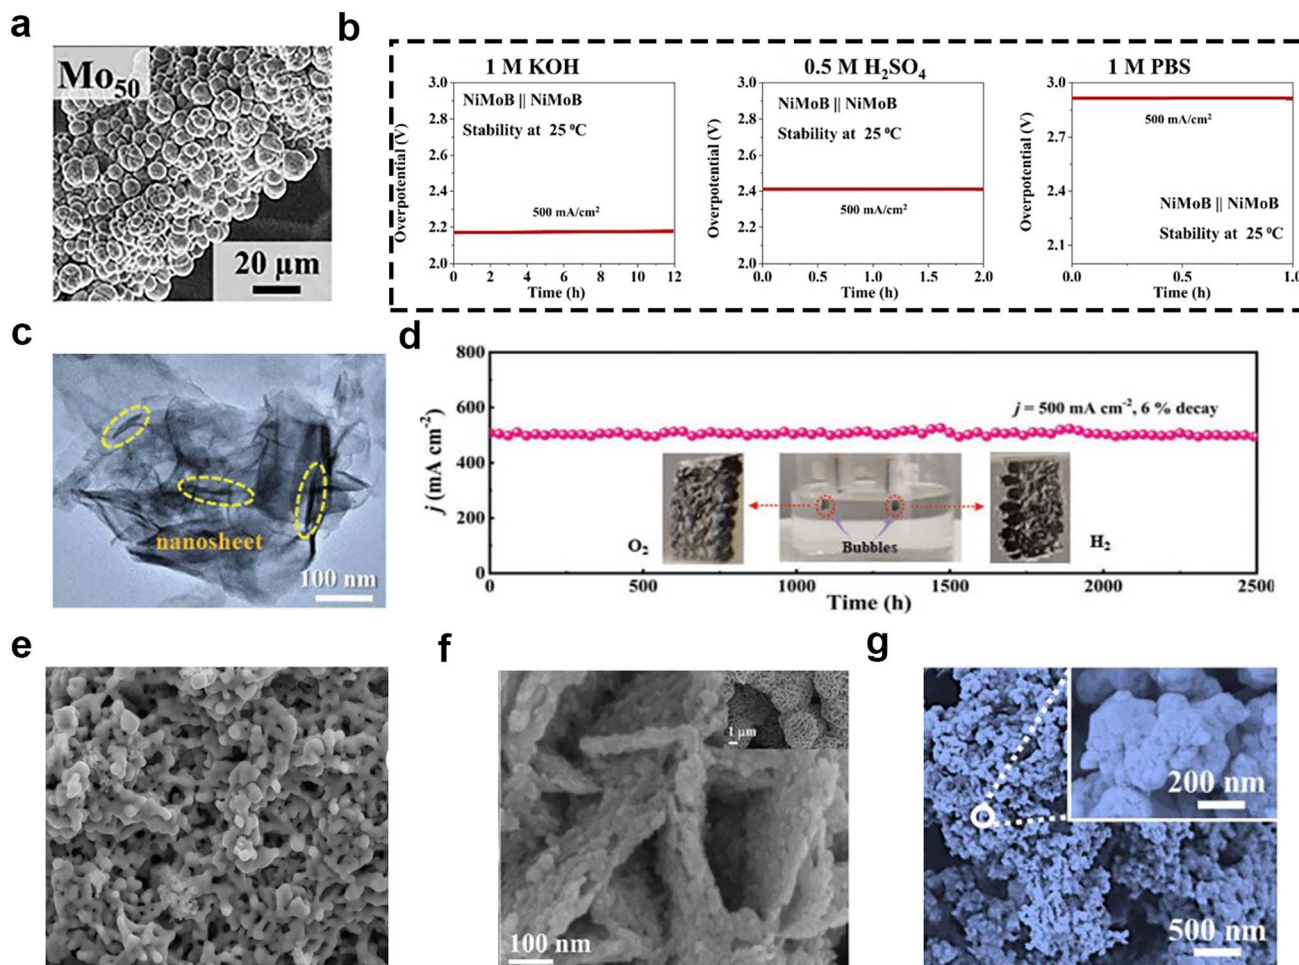 a
Mo50
20 μm
b
1 M KOH
NiMoB || NiMoB
Stability at 25 ⁰C
500 mA/cm²
Overpotential (V)
3.0
2.8
2.6
2.4
2.2
2.0
0 2 4 6 8 10 12
Time (h)
0.5 M H₂SO₄
NiMoB || NiMoB
Stability at 25 ⁰C
500 mA/cm²
Overpotential (V)
3.0
2.8
2.6
2.4
2.2
2.0
0.0 0.5 1.0 1.5 2.0
Time (h)
1 M PBS
500 mA/cm²
NiMoB || NiMoB
Stability at 25 ⁰C
Overpotential (V)
3.0
2.7
2.4
2.1
0.0 0.5 1.0
Time (h)
c
nanosheet
100 nm
d
j (mA cm⁻²)
800
600
400
200
0
j = 500 mA cm⁻², 6 % decay
O₂
Bubbles
H₂
0 500 1000 1500 2000 2500
Time (h)
e
f
1 μm
100 nm
g
200 nm
500 nm